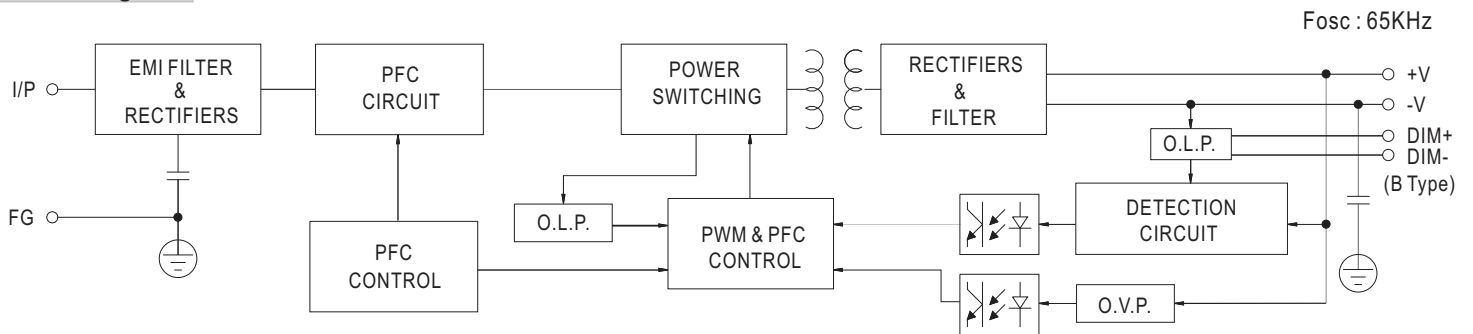 Fosc : 65KHz
I/P
EMI FILTER
&
RECTIFIERS
PFC
CIRCUIT
POWER
SWITCHING
RECTIFIERS
&
FILTER
+V
-V
DIM+
DIM-
(B Type)
O.L.P.
FG
O.L.P.
PFC
CONTROL
PWM & PFC
CONTROL
DETECTION
CIRCUIT
O.V.P.